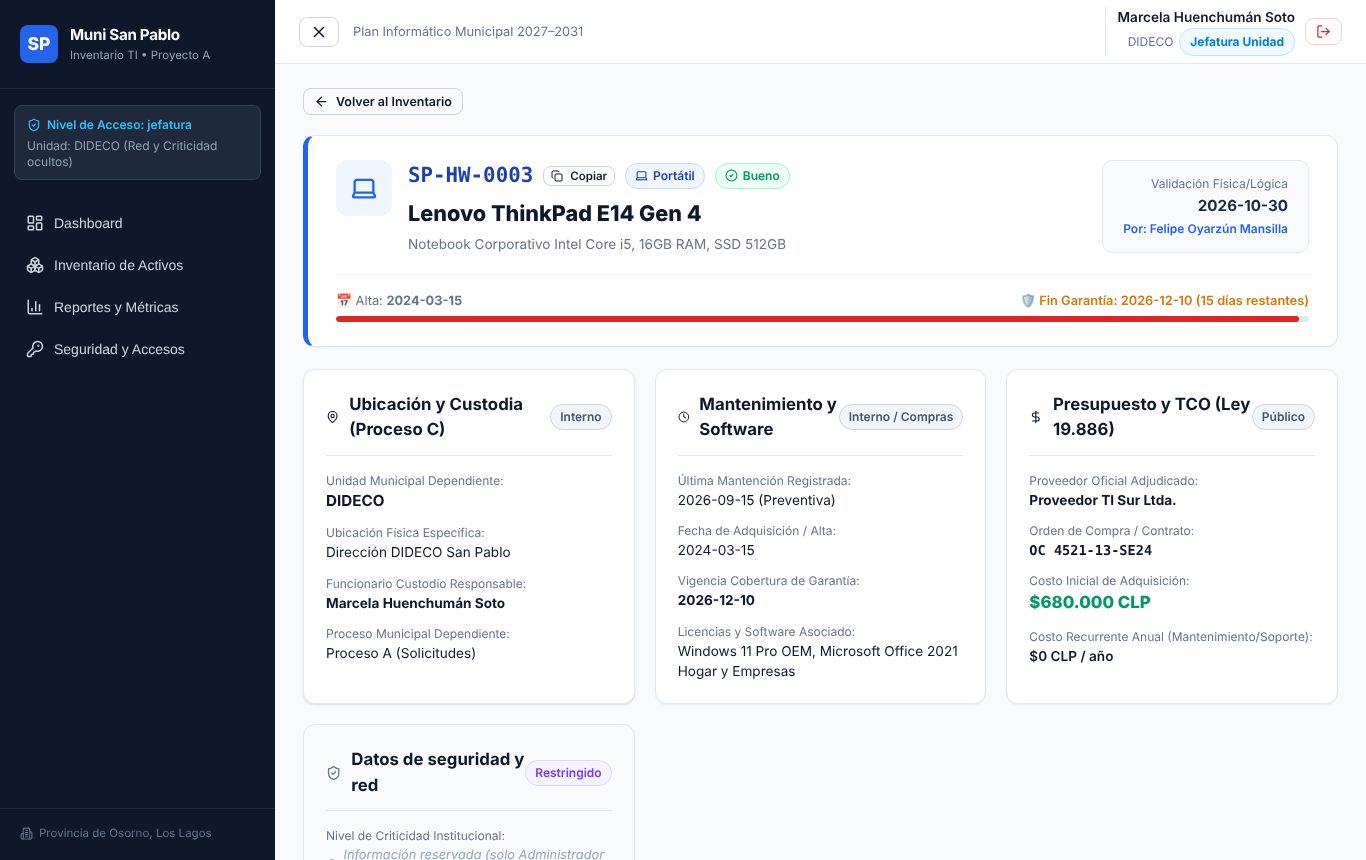 SP
Muni San Pablo
Inventario TI • Proyecto A
Nivel de Acceso: jefatura
Unidad: DIDECO (Red y Criticidad
ocultos)
Dashboard
Inventario de Activos
Reportes y Métricas
Seguridad y Accesos
Provincia de Osorno, Los Lagos
Plan Informático Municipal 2027–2031
Marcela Huenchumán Soto
DIDECO
Jefatura Unidad
Volver al Inventario
SP-HW-0003
Copiar
Portátil
Bueno
Lenovo ThinkPad E14 Gen 4
Notebook Corporativo Intel Core i5, 16GB RAM, SSD 512GB
Validación Física/Lógica
2026-10-30
Por: Felipe Oyarzún Mansilla
Alta: 2024-03-15
Fin Garantía: 2026-12-10 (15 días restantes)
Ubicación y Custodia
(Proceso C)
Interno
Unidad Municipal Dependiente:
DIDECO
Ubicación Física Específica:
Dirección DIDECO San Pablo
Funcionario Custodio Responsable:
Marcela Huenchumán Soto
Proceso Municipal Dependiente:
Proceso A (Solicitudes)
Mantenimiento y
Software
Interno / Compras
Última Mantención Registrada:
2026-09-15 (Preventiva)
Fecha de Adquisición / Alta:
2024-03-15
Vigencia Cobertura de Garantía:
2026-12-10
Licencias y Software Asociado:
Windows 11 Pro OEM, Microsoft Office 2021
Hogar y Empresas
Presupuesto y TCO (Ley
19.886)
Público
Proveedor Oficial Adjudicado:
Proveedor TI Sur Ltda.
Orden de Compra / Contrato:
OC 4521-13-SE24
Costo Inicial de Adquisición:
$680.000 CLP
Costo Recurrente Anual (Mantenimiento/Soporte):
$0 CLP / año
Datos de seguridad y
red
Restringido
Nivel de Criticidad Institucional:
Información reservada (solo Administrador